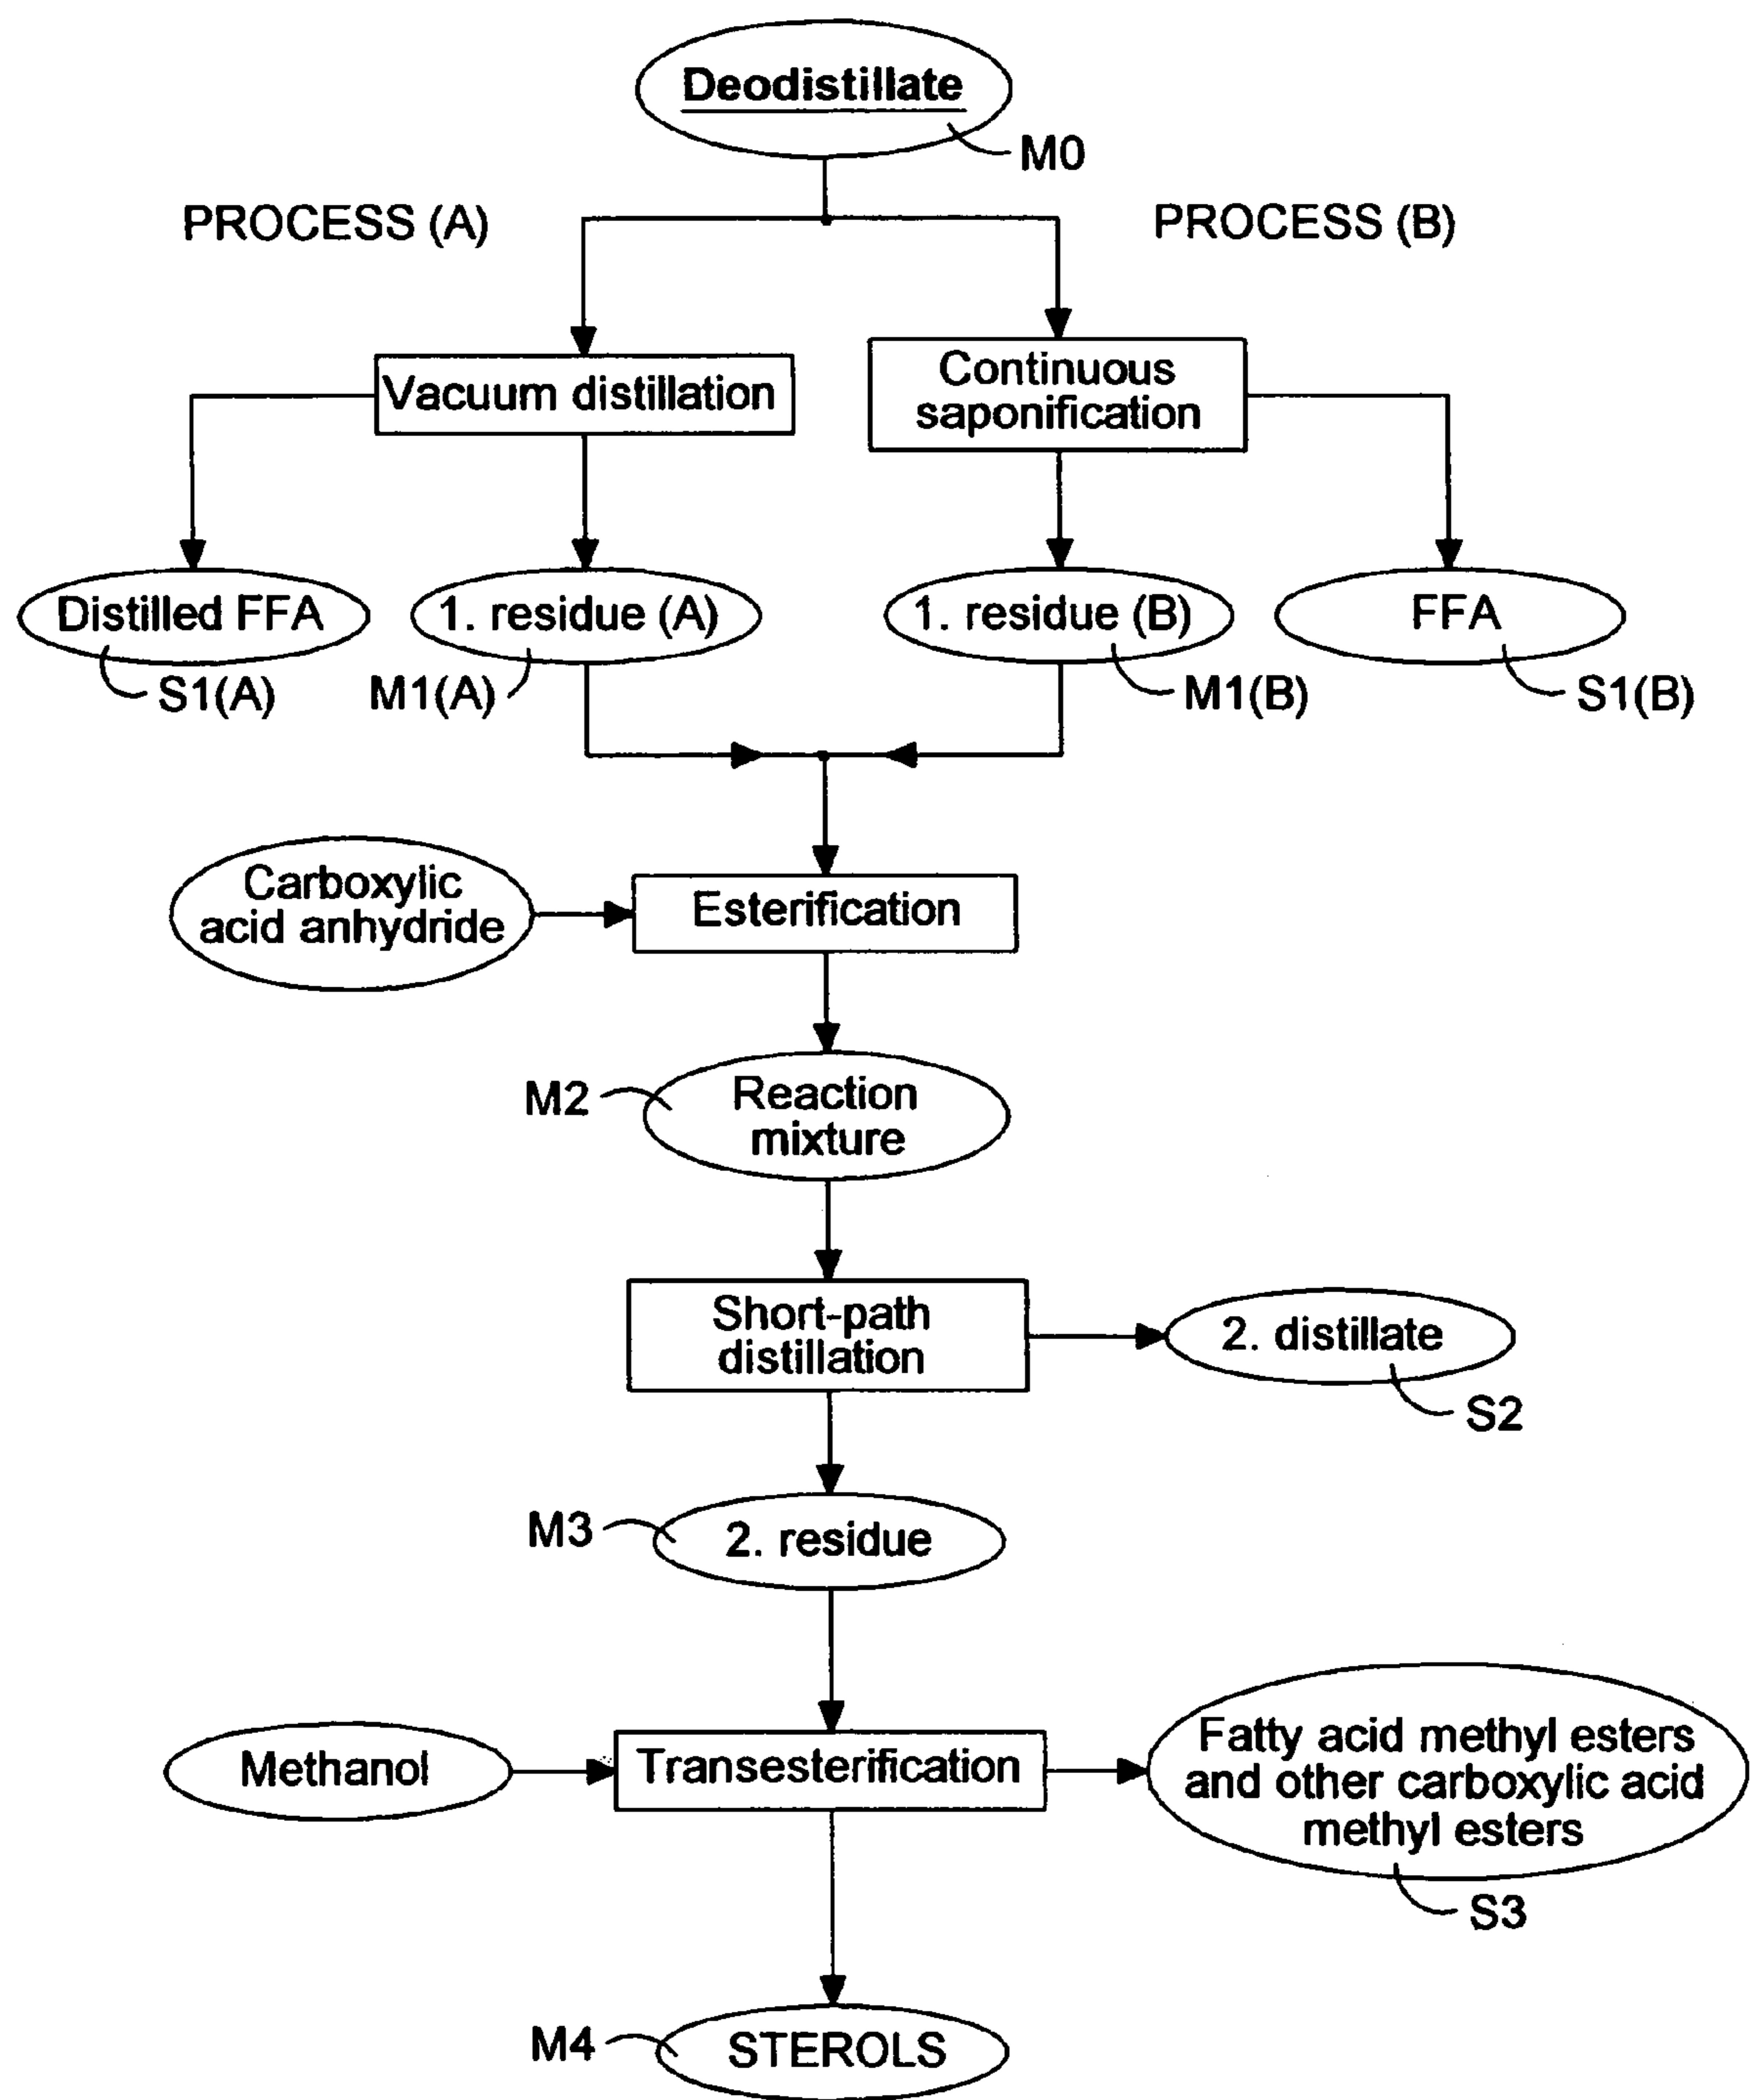 Deodistillate
M0
PROCESS (A)
PROCESS (B)
Vacuum distillation
Continuous
saponification
Distilled FFA
1. residue (A)
1. residue (B)
FFA
S1(A)
M1(A)
M1(B)
S1(B)
Carboxylic
acid anhydride
Esterification
M2
Reaction
mixture
Short-path
distillation
2. distillate
S2
M3
2. residue
Methanol
Transesterification
Fatty acid methyl esters
and other carboxylic acid
methyl esters
S3
M4
STEROLS